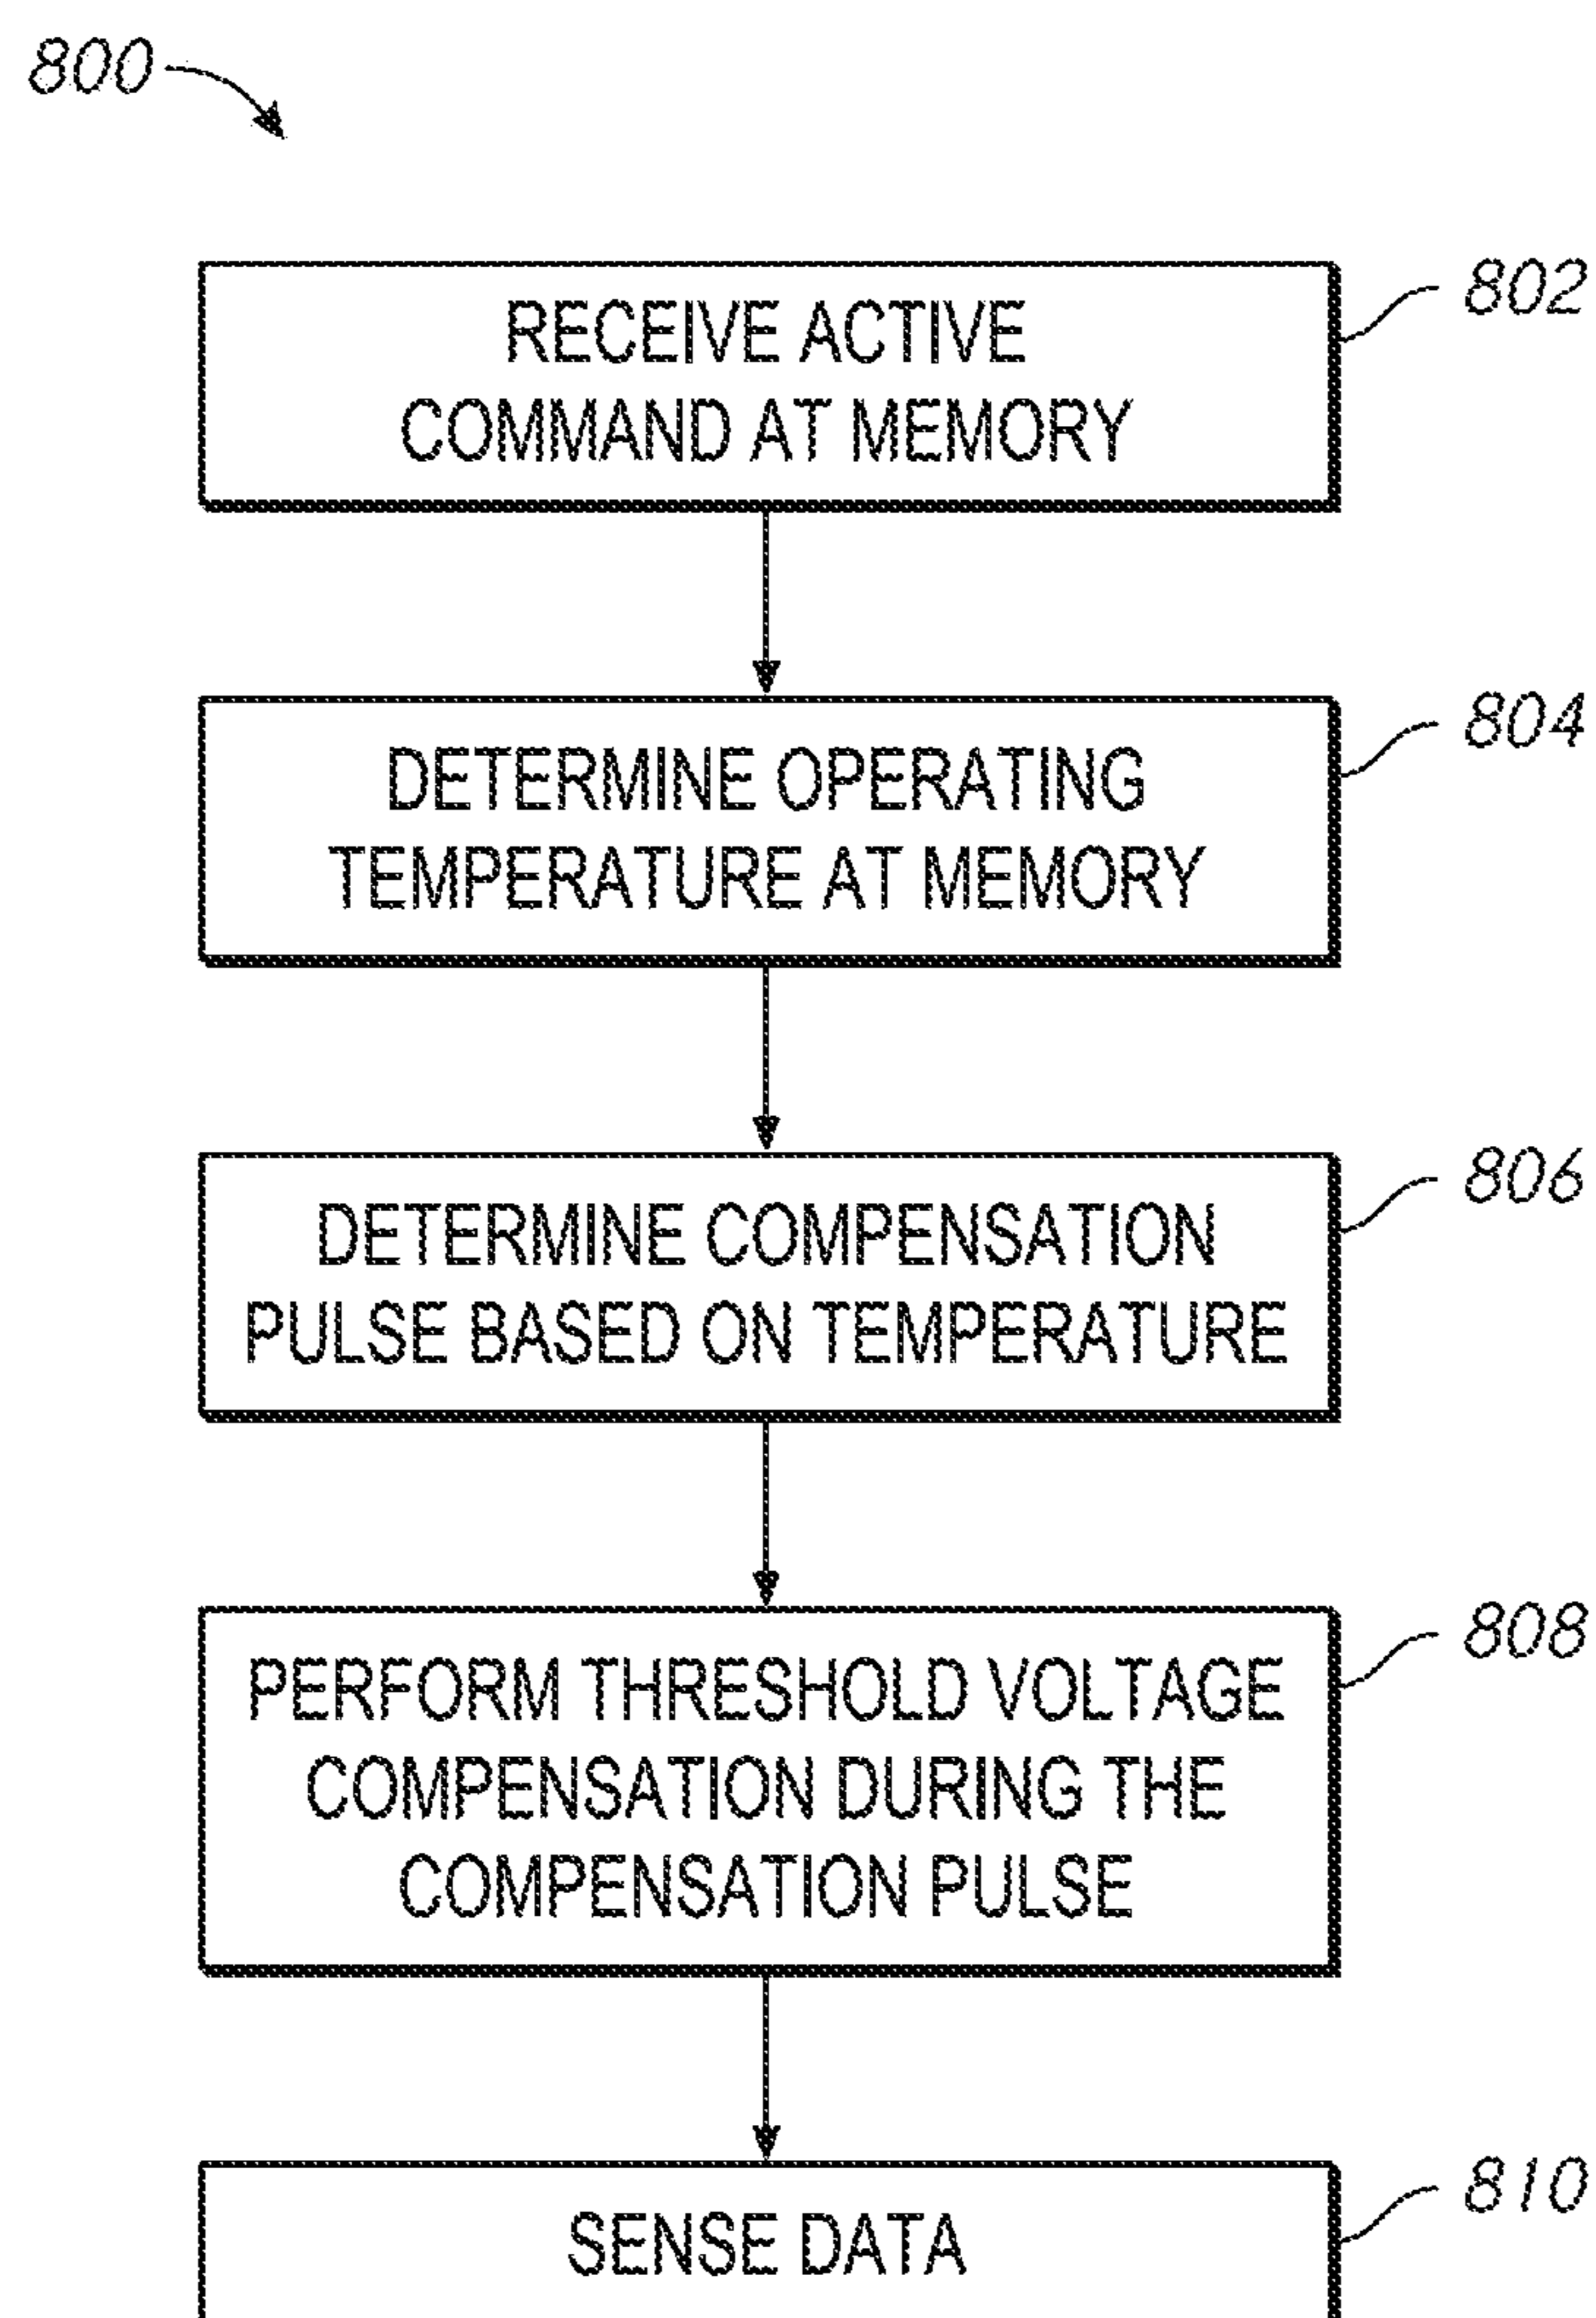 800
RECEIVE ACTIVE
COMMAND AT MEMORY
802
DETERMINE OPERATING
TEMPERATURE AT MEMORY
804
DETERMINE COMPENSATION
PULSE BASED ON TEMPERATURE
806
PERFORM THRESHOLD VOLTAGE
COMPENSATION DURING THE
COMPENSATION PULSE
808
SENSE DATA
810